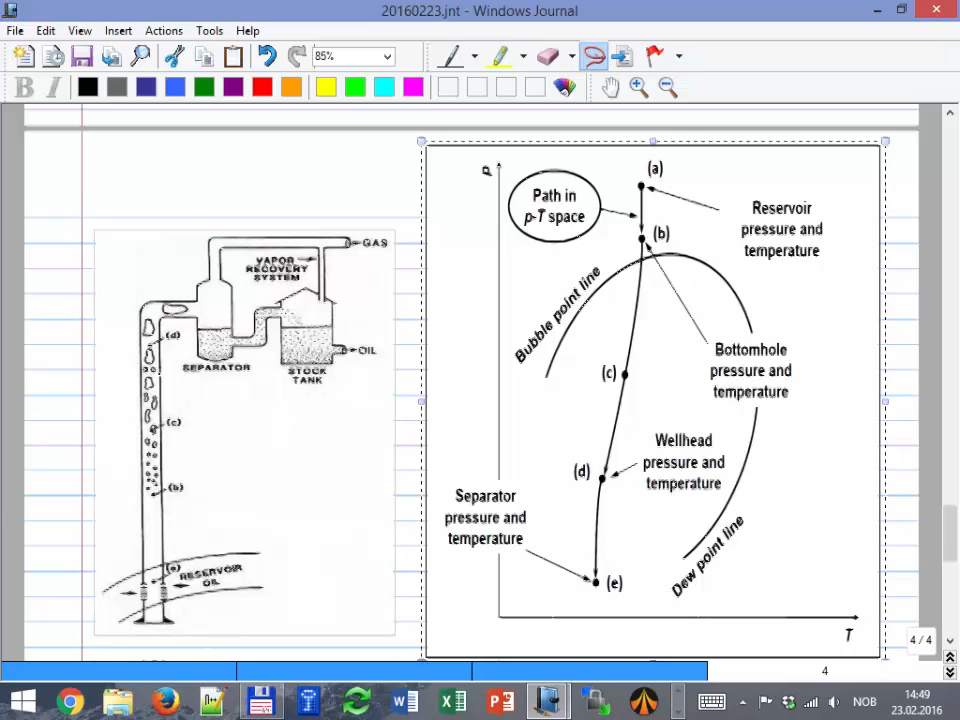 20160223.jnt - Windows Journal
File Edit View Insert Actions Tools Help
85%
B I
GAS
VAPOR
RECOVERY
SYSTEM
OIL
SEPARATOR
STOCK
TANK
(d)
(c)
(b)
RESERVOIR
OIL
p
(a)
Path in
p-T space
Reservoir
pressure and
temperature
(b)
Bubble point line
Bottomhole
pressure and
temperature
(c)
Wellhead
pressure and
temperature
(d)
Separator
pressure and
temperature
(e)
Dew point line
T
4 / 4
4
NOB
14:49
23.02.2016